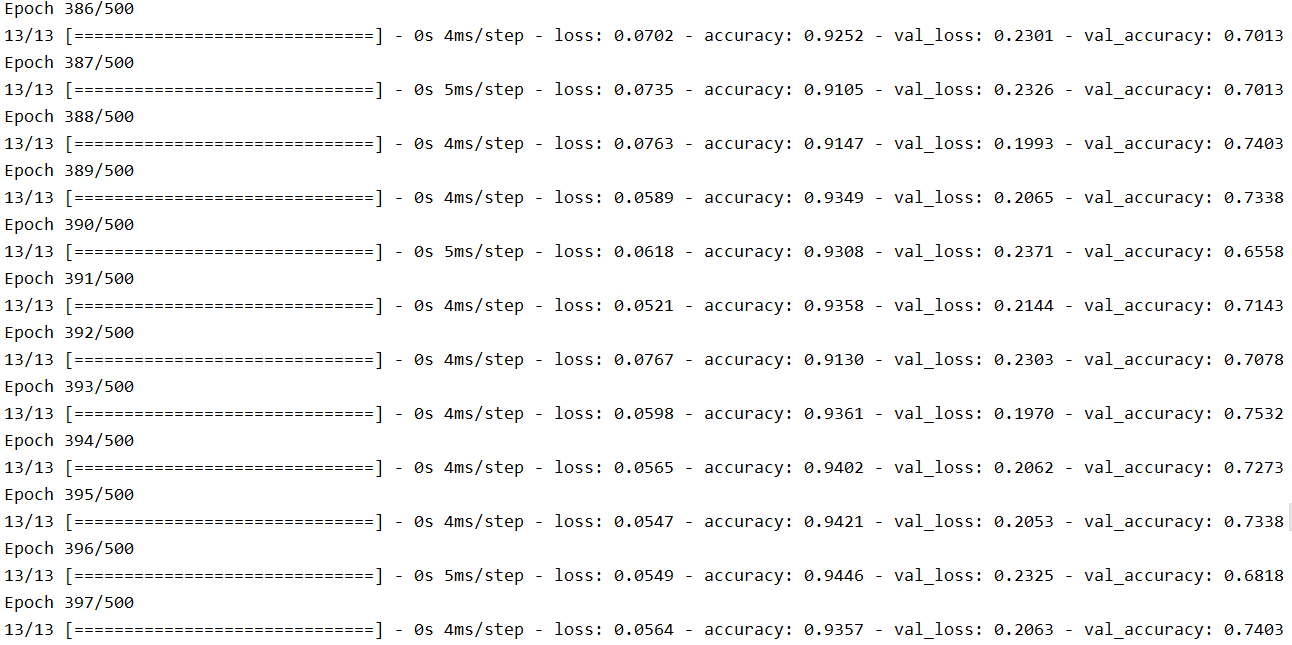 Epoch 386/500
13/13 [==============================] - 0s 4ms/step - loss: 0.0702 - accuracy: 0.9252 - val_loss: 0.2301 - val_accuracy: 0.7013
Epoch 387/500
13/13 [==============================] - 0s 5ms/step - loss: 0.0735 - accuracy: 0.9105 - val_loss: 0.2326 - val_accuracy: 0.7013
Epoch 388/500
13/13 [==============================] - 0s 4ms/step - loss: 0.0763 - accuracy: 0.9147 - val_loss: 0.1993 - val_accuracy: 0.7403
Epoch 389/500
13/13 [==============================] - 0s 4ms/step - loss: 0.0589 - accuracy: 0.9349 - val_loss: 0.2065 - val_accuracy: 0.7338
Epoch 390/500
13/13 [==============================] - 0s 5ms/step - loss: 0.0618 - accuracy: 0.9308 - val_loss: 0.2371 - val_accuracy: 0.6558
Epoch 391/500
13/13 [==============================] - 0s 4ms/step - loss: 0.0521 - accuracy: 0.9358 - val_loss: 0.2144 - val_accuracy: 0.7143
Epoch 392/500
13/13 [==============================] - 0s 4ms/step - loss: 0.0767 - accuracy: 0.9130 - val_loss: 0.2303 - val_accuracy: 0.7078
Epoch 393/500
13/13 [==============================] - 0s 4ms/step - loss: 0.0598 - accuracy: 0.9361 - val_loss: 0.1970 - val_accuracy: 0.7532
Epoch 394/500
13/13 [==============================] - 0s 4ms/step - loss: 0.0565 - accuracy: 0.9402 - val_loss: 0.2062 - val_accuracy: 0.7273
Epoch 395/500
13/13 [==============================] - 0s 4ms/step - loss: 0.0547 - accuracy: 0.9421 - val_loss: 0.2053 - val_accuracy: 0.7338
Epoch 396/500
13/13 [==============================] - 0s 5ms/step - loss: 0.0549 - accuracy: 0.9446 - val_loss: 0.2325 - val_accuracy: 0.6818
Epoch 397/500
13/13 [==============================] - 0s 4ms/step - loss: 0.0564 - accuracy: 0.9357 - val_loss: 0.2063 - val_accuracy: 0.7403